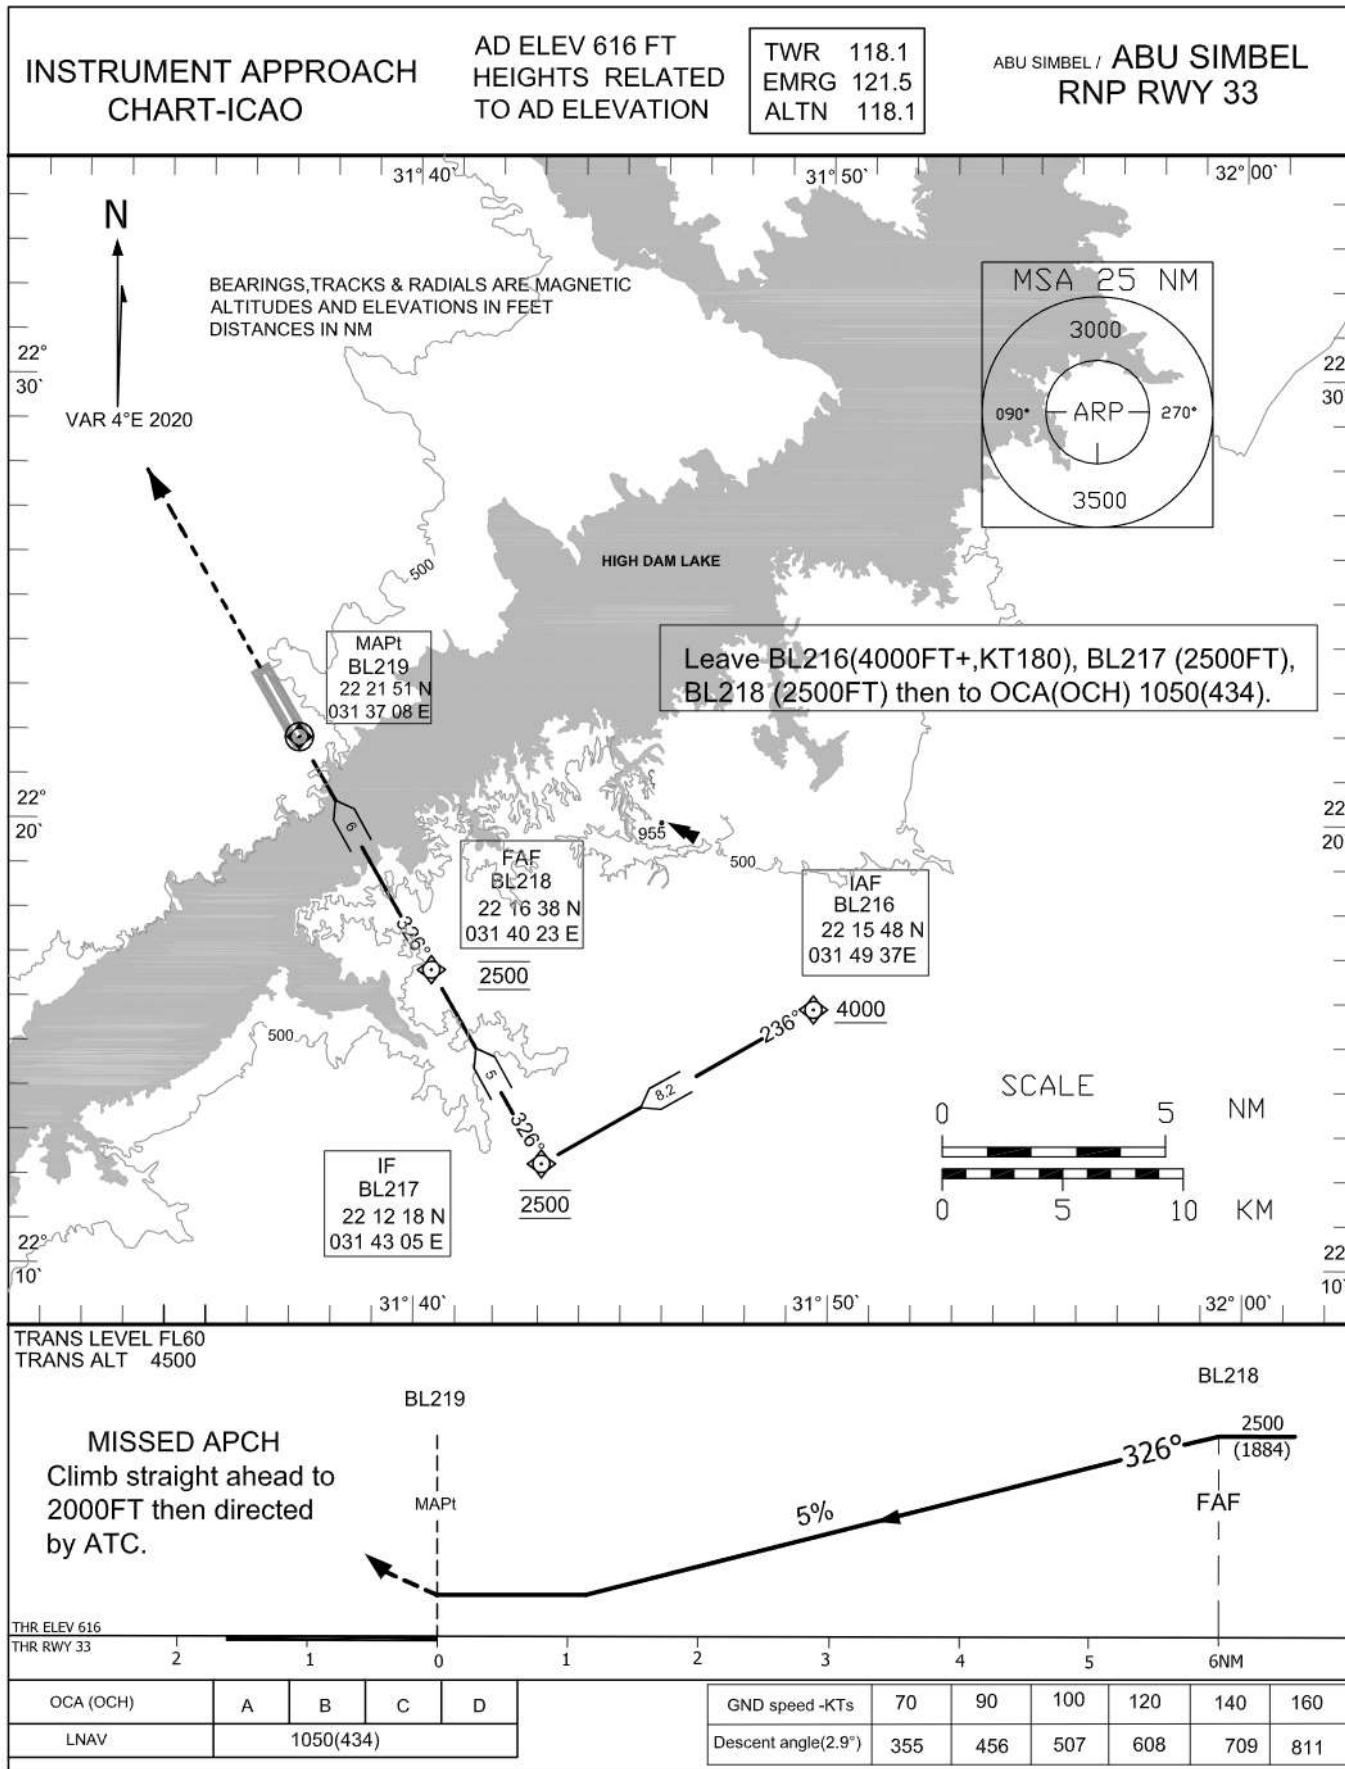 INSTRUMENT APPROACH
CHART-ICAO
AD ELEV 616 FT
HEIGHTS RELATED
TO AD ELEVATION
TWR 118.1
EMRG 121.5
ALTN 118.1
ABU SIMBEL / ABU SIMBEL
RNP RWY 33
31° 40`
31° 50`
32° 00`
N
BEARINGS,TRACKS & RADIALS ARE MAGNETIC
ALTITUDES AND ELEVATIONS IN FEET
DISTANCES IN NM
VAR 4°E 2020
MSA 25 NM
3000
090°
ARP
270°
3500
22°
30`
22
30`
500
HIGH DAM LAKE
MAPt
BL219
22 21 51 N
031 37 08 E
Leave BL216(4000FT+,KT180), BL217 (2500FT),
BL218 (2500FT) then to OCA(OCH) 1050(434).
22°
20`
22
20`
6
955
500
FAF
BL218
22 16 38 N
031 40 23 E
326°
2500
IAF
BL216
22 15 48 N
031 49 37E
4000
236°
500
5
8.2
326°
2500
IF
BL217
22 12 18 N
031 43 05 E
SCALE
0 5 NM
0 5 10 KM
22°
10`
22
10`
31° 40`
31° 50`
32° 00`
TRANS LEVEL FL60
TRANS ALT 4500
BL219
BL218
MISSED APCH
Climb straight ahead to
2000FT then directed
by ATC.
MAPt
5%
326°
2500
(1884)
FAF
THR ELEV 616
THR RWY 33
2 1 0 1 2 3 4 5 6NM
OCA (OCH) A B C D
LNAV 1050(434)
GND speed -KTs 70 90 100 120 140 160
Descent angle(2.9°) 355 456 507 608 709 811